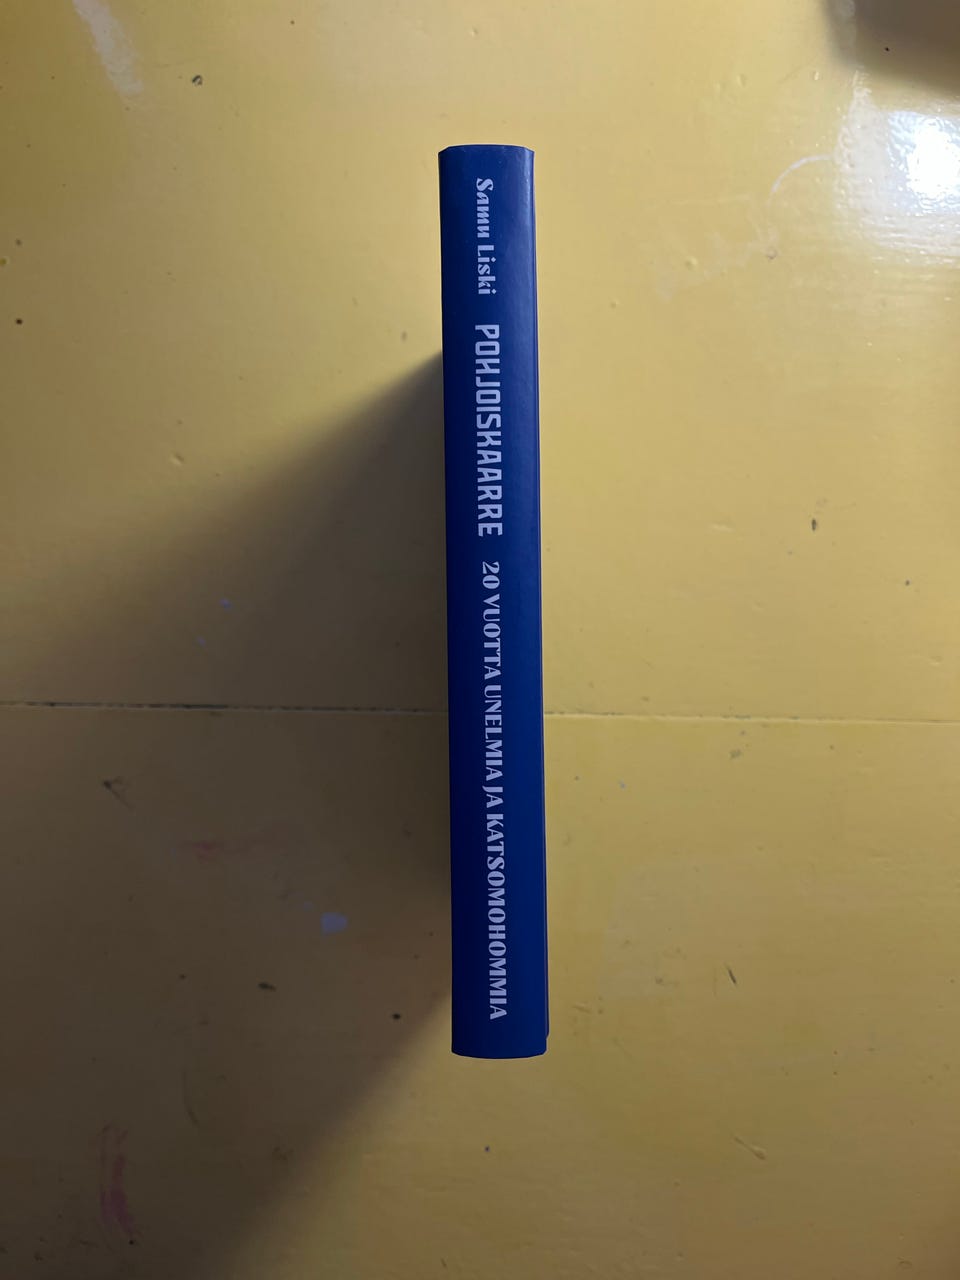 Samu Liski POHJOISKAARRE 20 VUOTTA UNELMIA JA KATSOMOHOMMIA